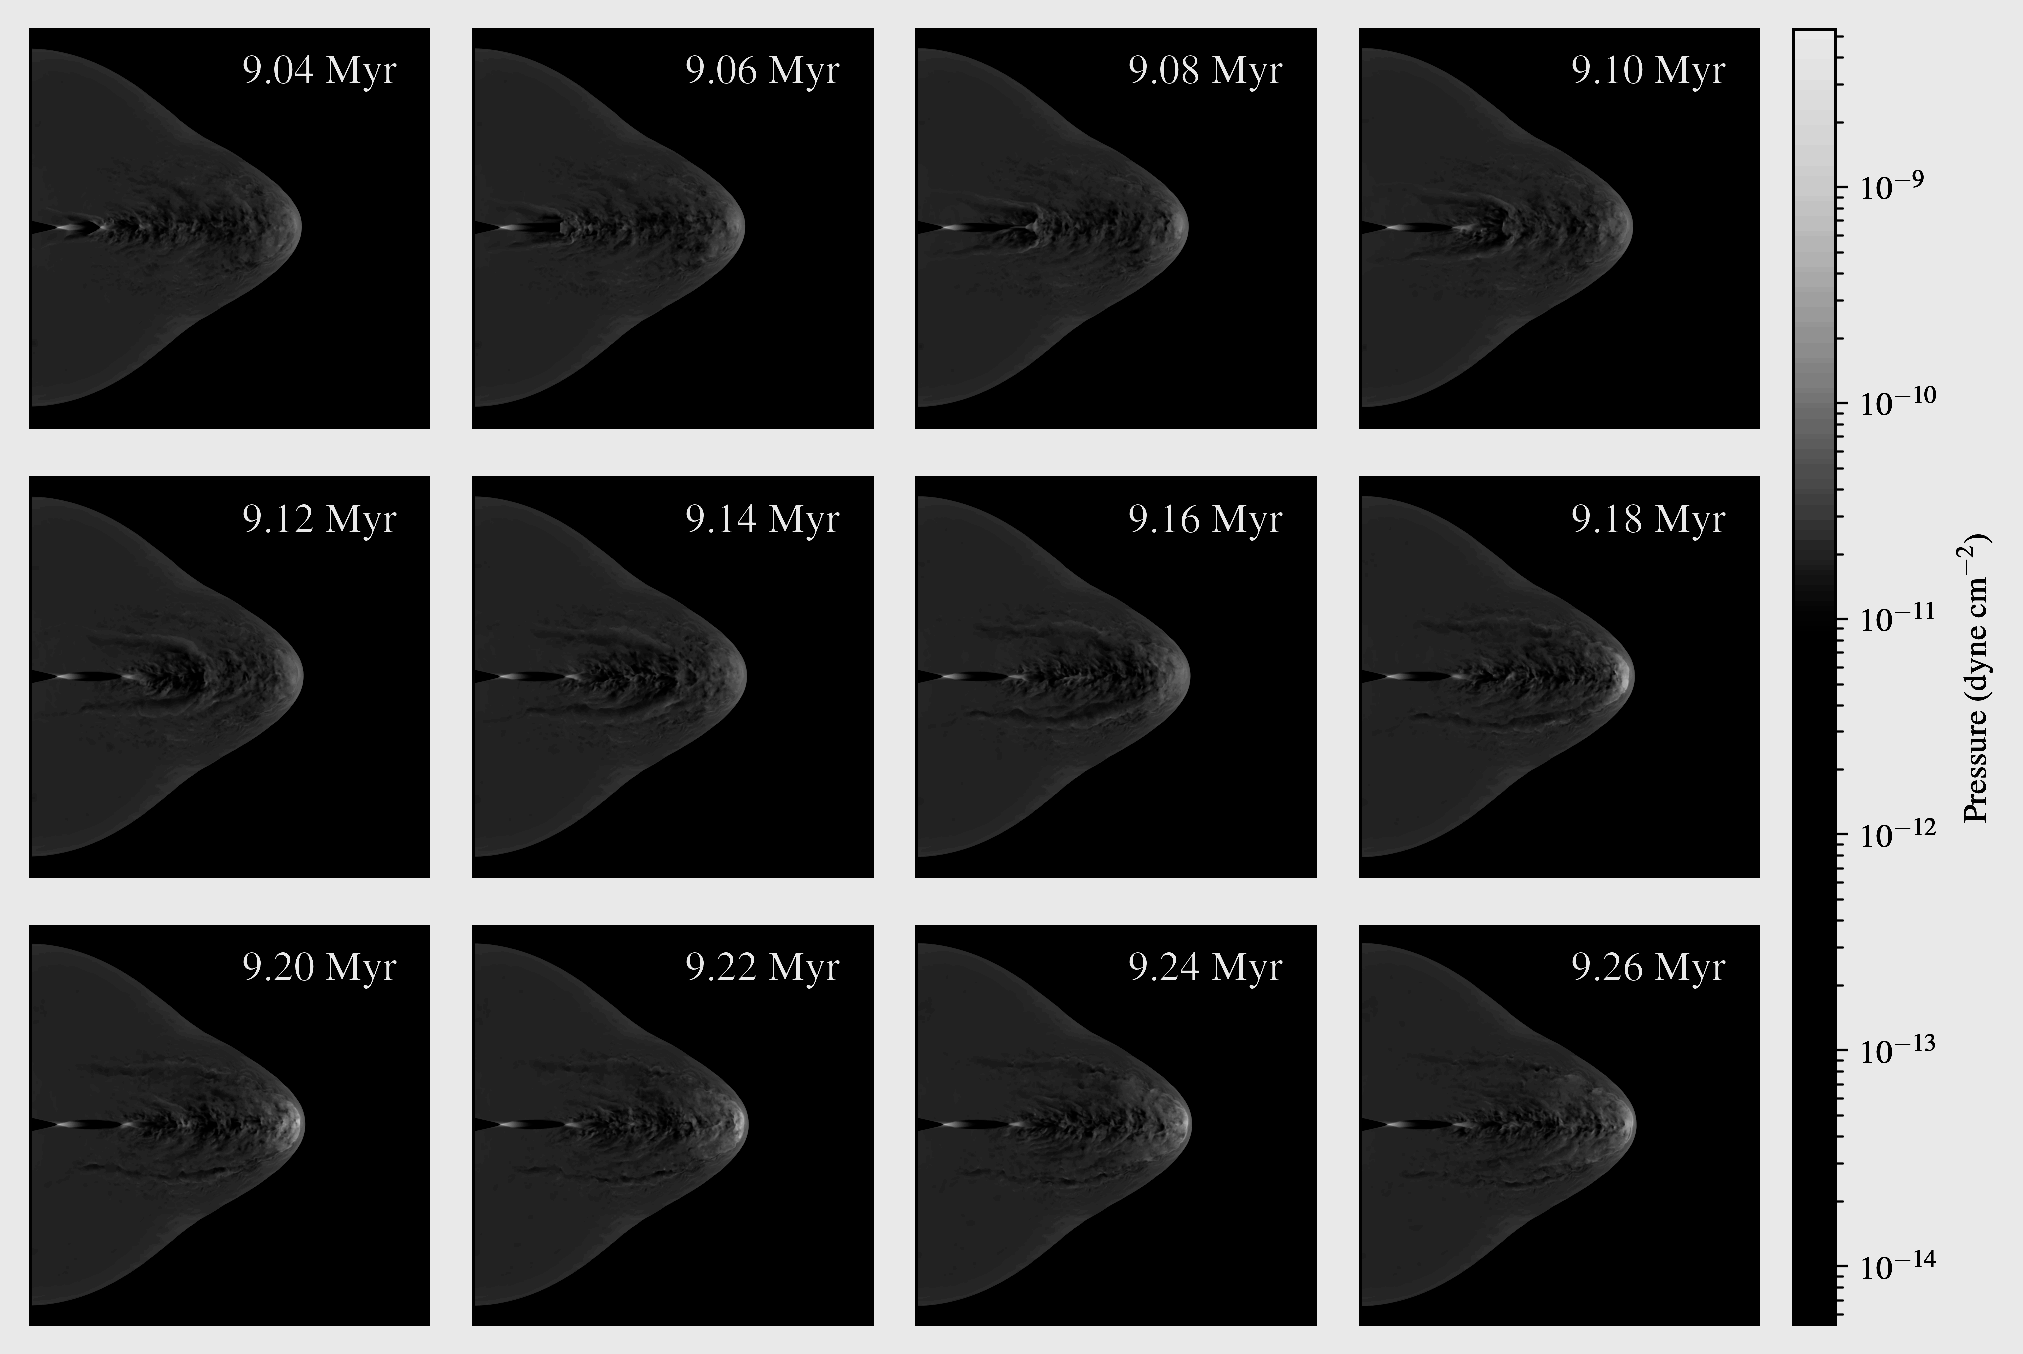 9.04 Myr
9.06 Myr
9.08 Myr
9.10 Myr
9.12 Myr
9.14 Myr
9.16 Myr
9.18 Myr
9.20 Myr
9.22 Myr
9.24 Myr
9.26 Myr
10⁻⁹
10⁻¹⁰
10⁻¹¹
10⁻¹²
10⁻¹³
10⁻¹⁴
Pressure (dyne cm⁻²)